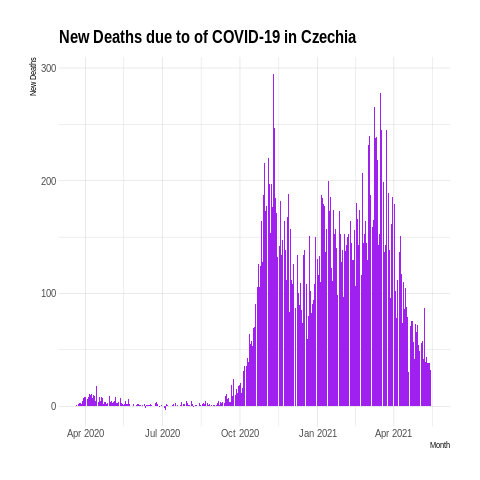 New Deaths due to of COVID-19 in Czechia
New Deaths
300
200
100
0
Apr 2020 Jul 2020 Oct 2020 Jan 2021 Apr 2021
Month